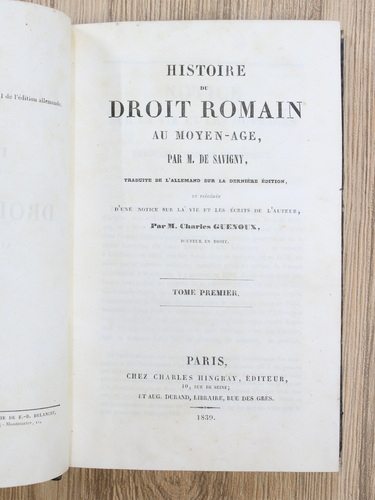 de l'édition allemande.
HISTOIRE
DU
DROIT ROMAIN
AU MOYEN-AGE,
PAR M. DE SAVIGNY,
TRADUITE DE L'ALLEMAND SUR LA DERNIÈRE ÉDITION,
ET PRÉCÉDÉE
D'UNE NOTICE SUR LA VIE ET LES ÉCRITS DE L'AUTEUR,
Par M. Charles GUENOUX,
DOCTEUR EN DROIT.
TOME PREMIER.
PARIS,
CHEZ CHARLES HINGRAY, ÉDITEUR,
10, RUE DE SEINE;
ET AUG. DURAND, LIBRAIRE, RUE DES GRÈS.
1839.